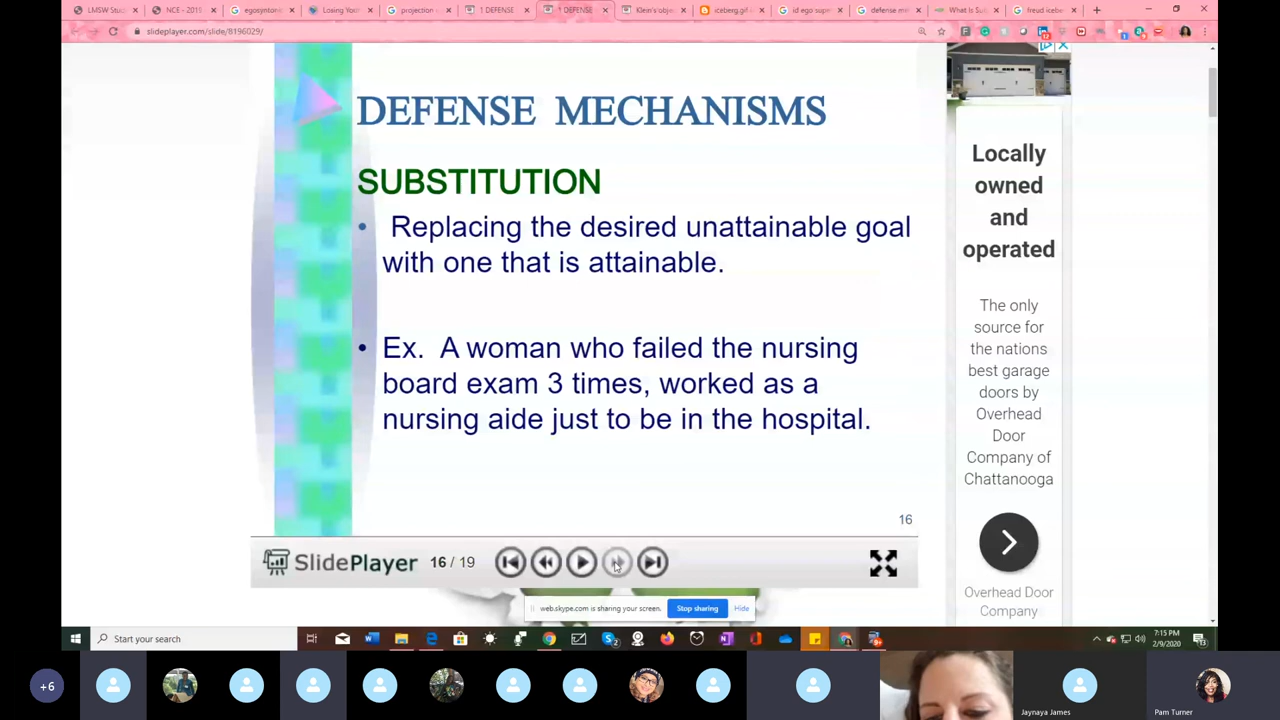 LMSW Stud
NCE - 2015
egosyntoni
Losing You
projection
1 DEFENSE
1 DEFENSE
Klein's objec
iceberg.gif
id ego supe
defense me
What Is Su
freud icebe
slideplayer.com/slide/8196029/
DEFENSE MECHANISMS
SUBSTITUTION
• Replacing the desired unattainable goal
with one that is attainable.
• Ex. A woman who failed the nursing
board exam 3 times, worked as a
nursing aide just to be in the hospital.
16
SlidePlayer 16 / 19
Locally
owned
and
operated
The only
source for
the nations
best garage
doors by
Overhead
Door
Company of
Chattanooga
Overhead Door
Company
web.skype.com is sharing your screen.
Stop sharing
Hide
Start your search
7:15 PM
2/9/2020
+6
Jaynaya James
Pam Turner